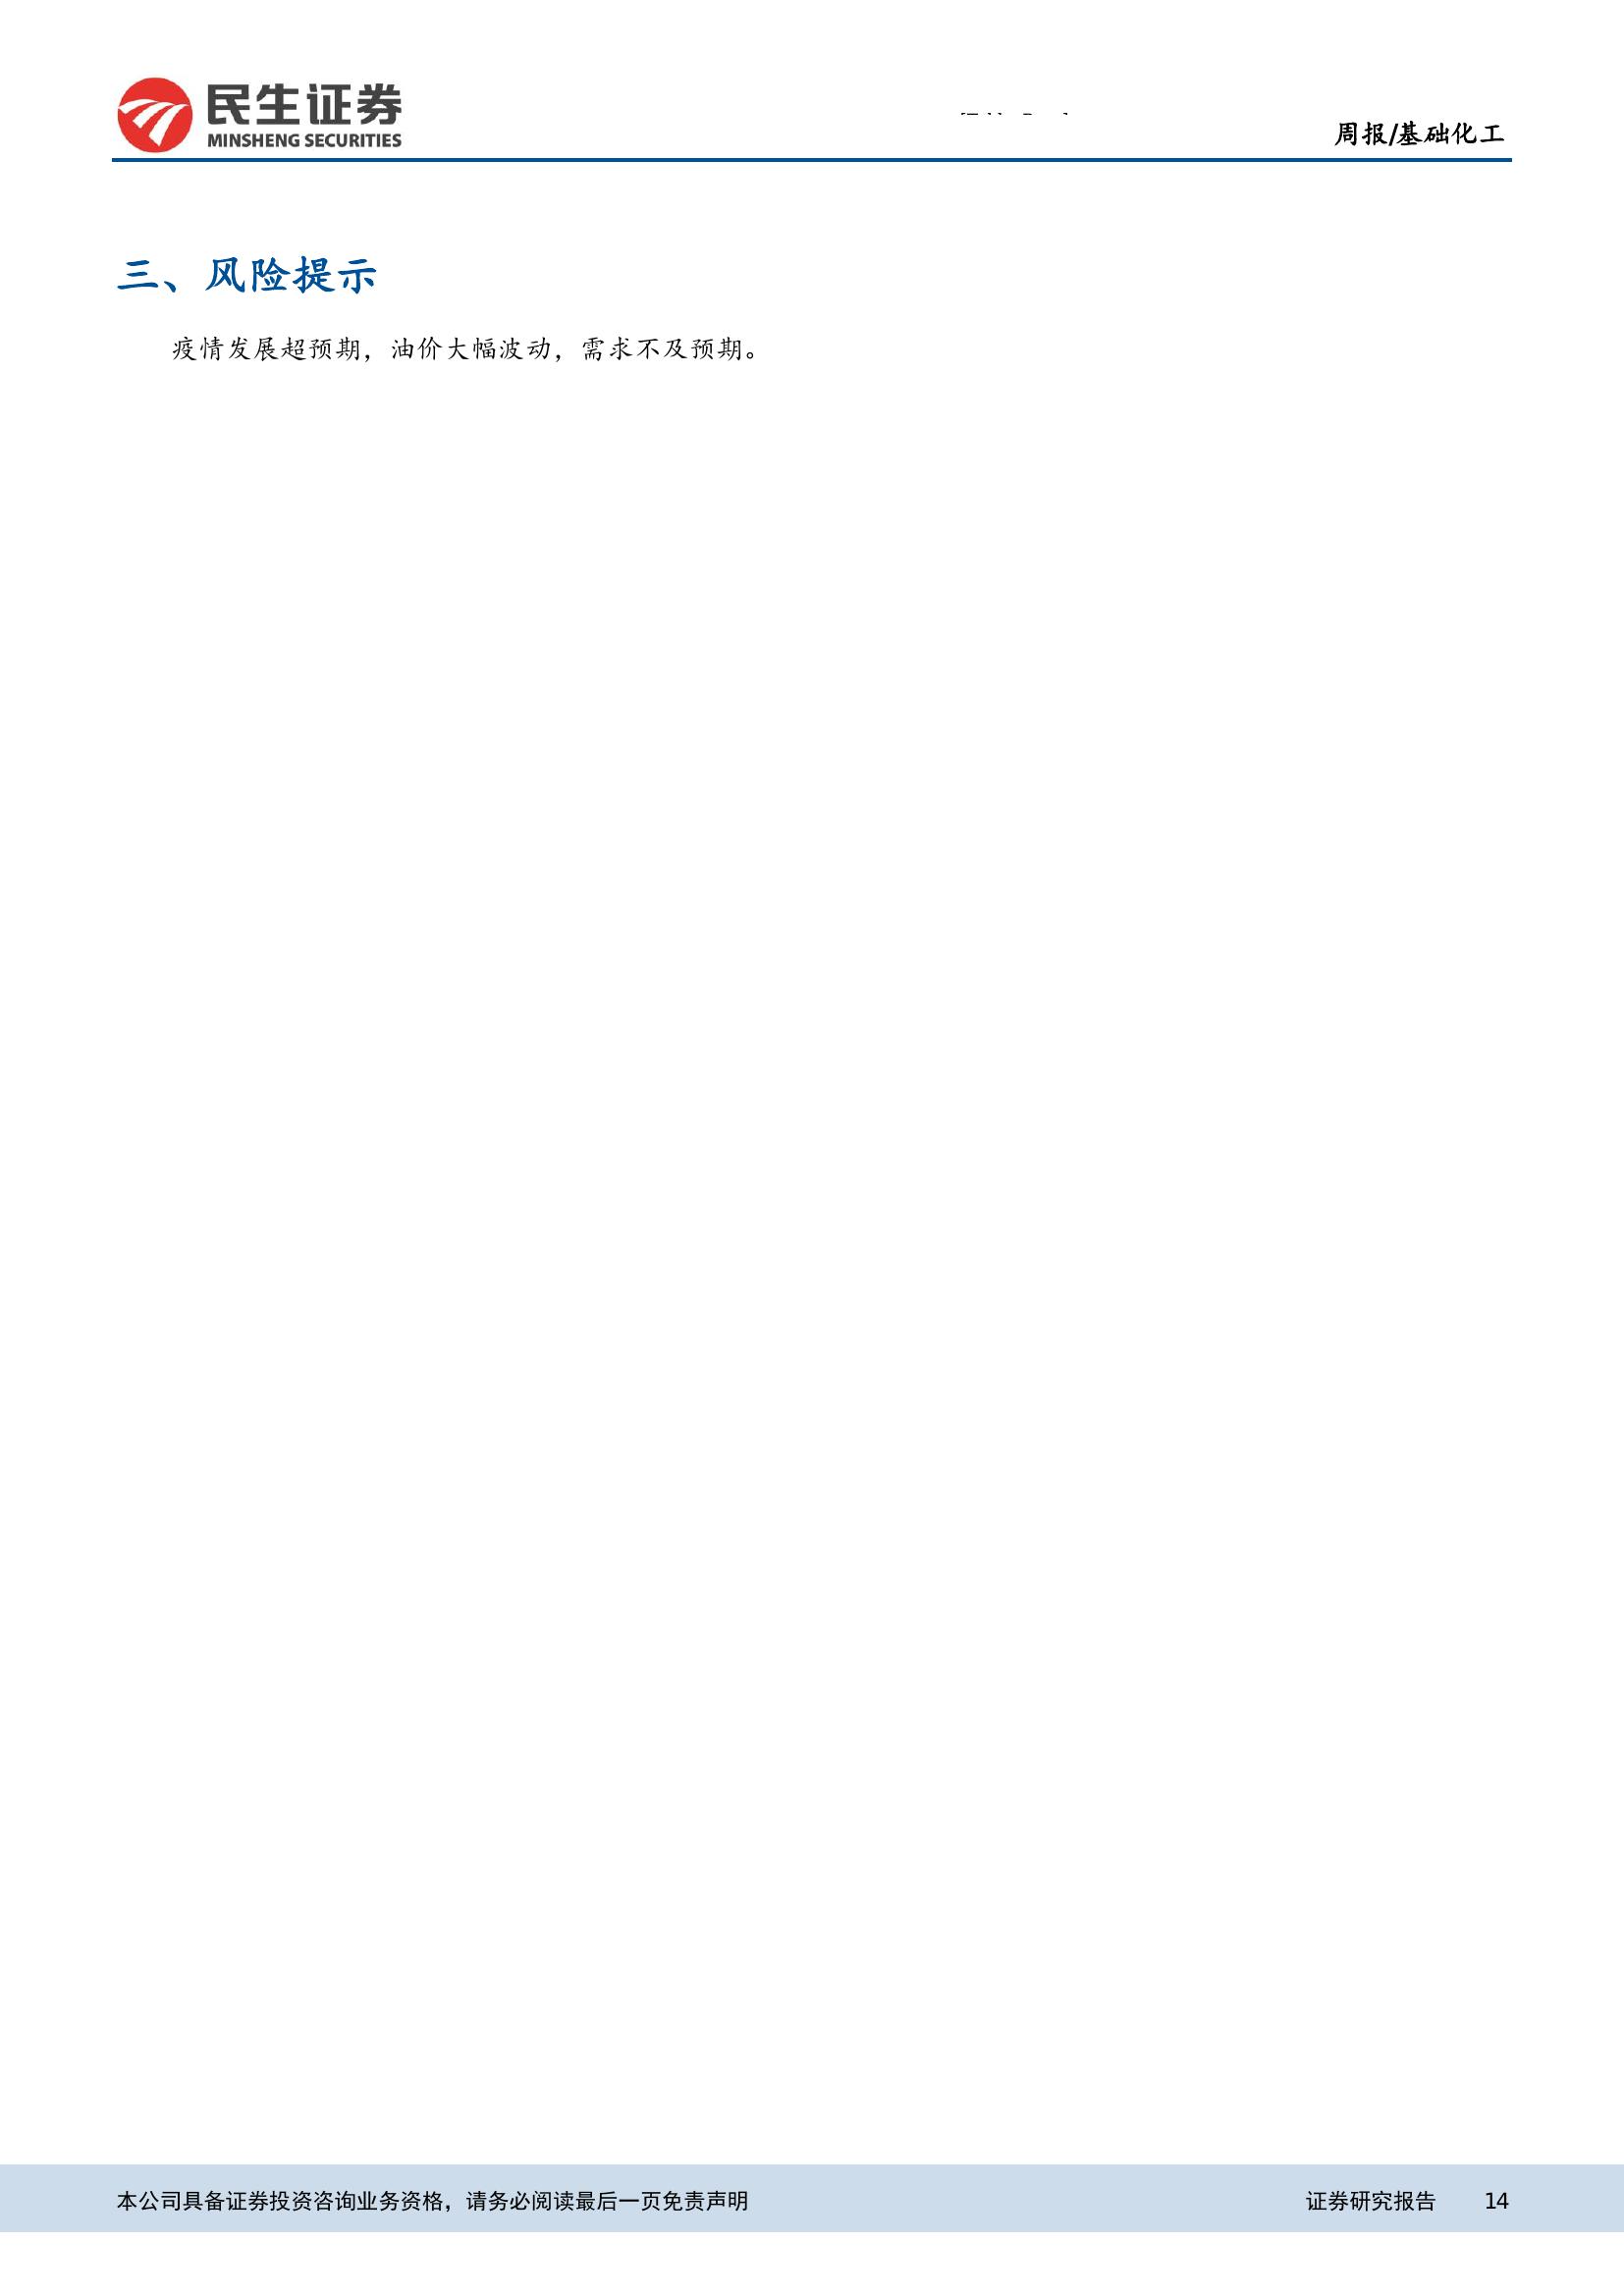 民生证券
MINSHENG SECURITIES
周报/基础化工
三、风险提示
疫情发展超预期，油价大幅波动，需求不及预期。
本公司具备证券投资咨询业务资格，请务必阅读最后一页免责声明
证券研究报告 14